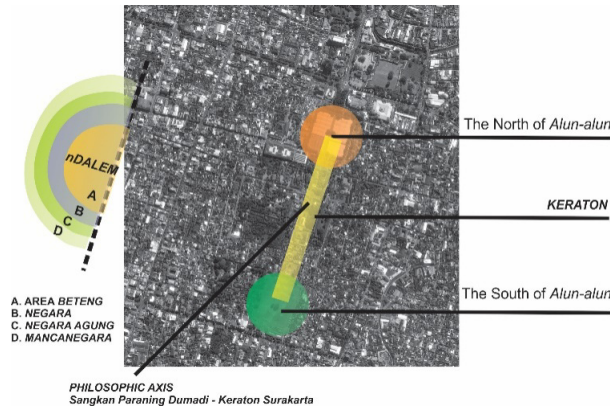 The North of Alun-alun
nDALEM
A
KERATON
B
C
D
The South of Alun-alun
A. AREA BETENG
B. NEGARA
C. NEGARA AGUNG
D. MANCANEGARA
PHILOSOPHIC AXIS
Sangkan Paraning Dumadi - Keraton Surakarta